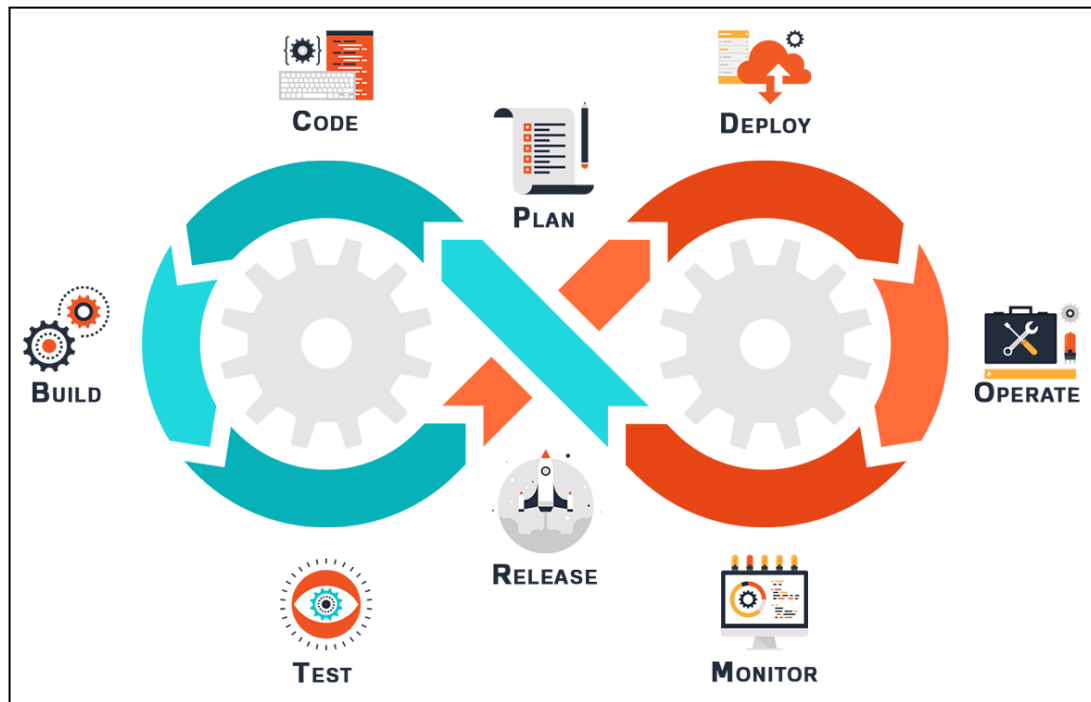 CODE
DEPLOY
PLAN
BUILD
OPERATE
RELEASE
TEST
MONITOR